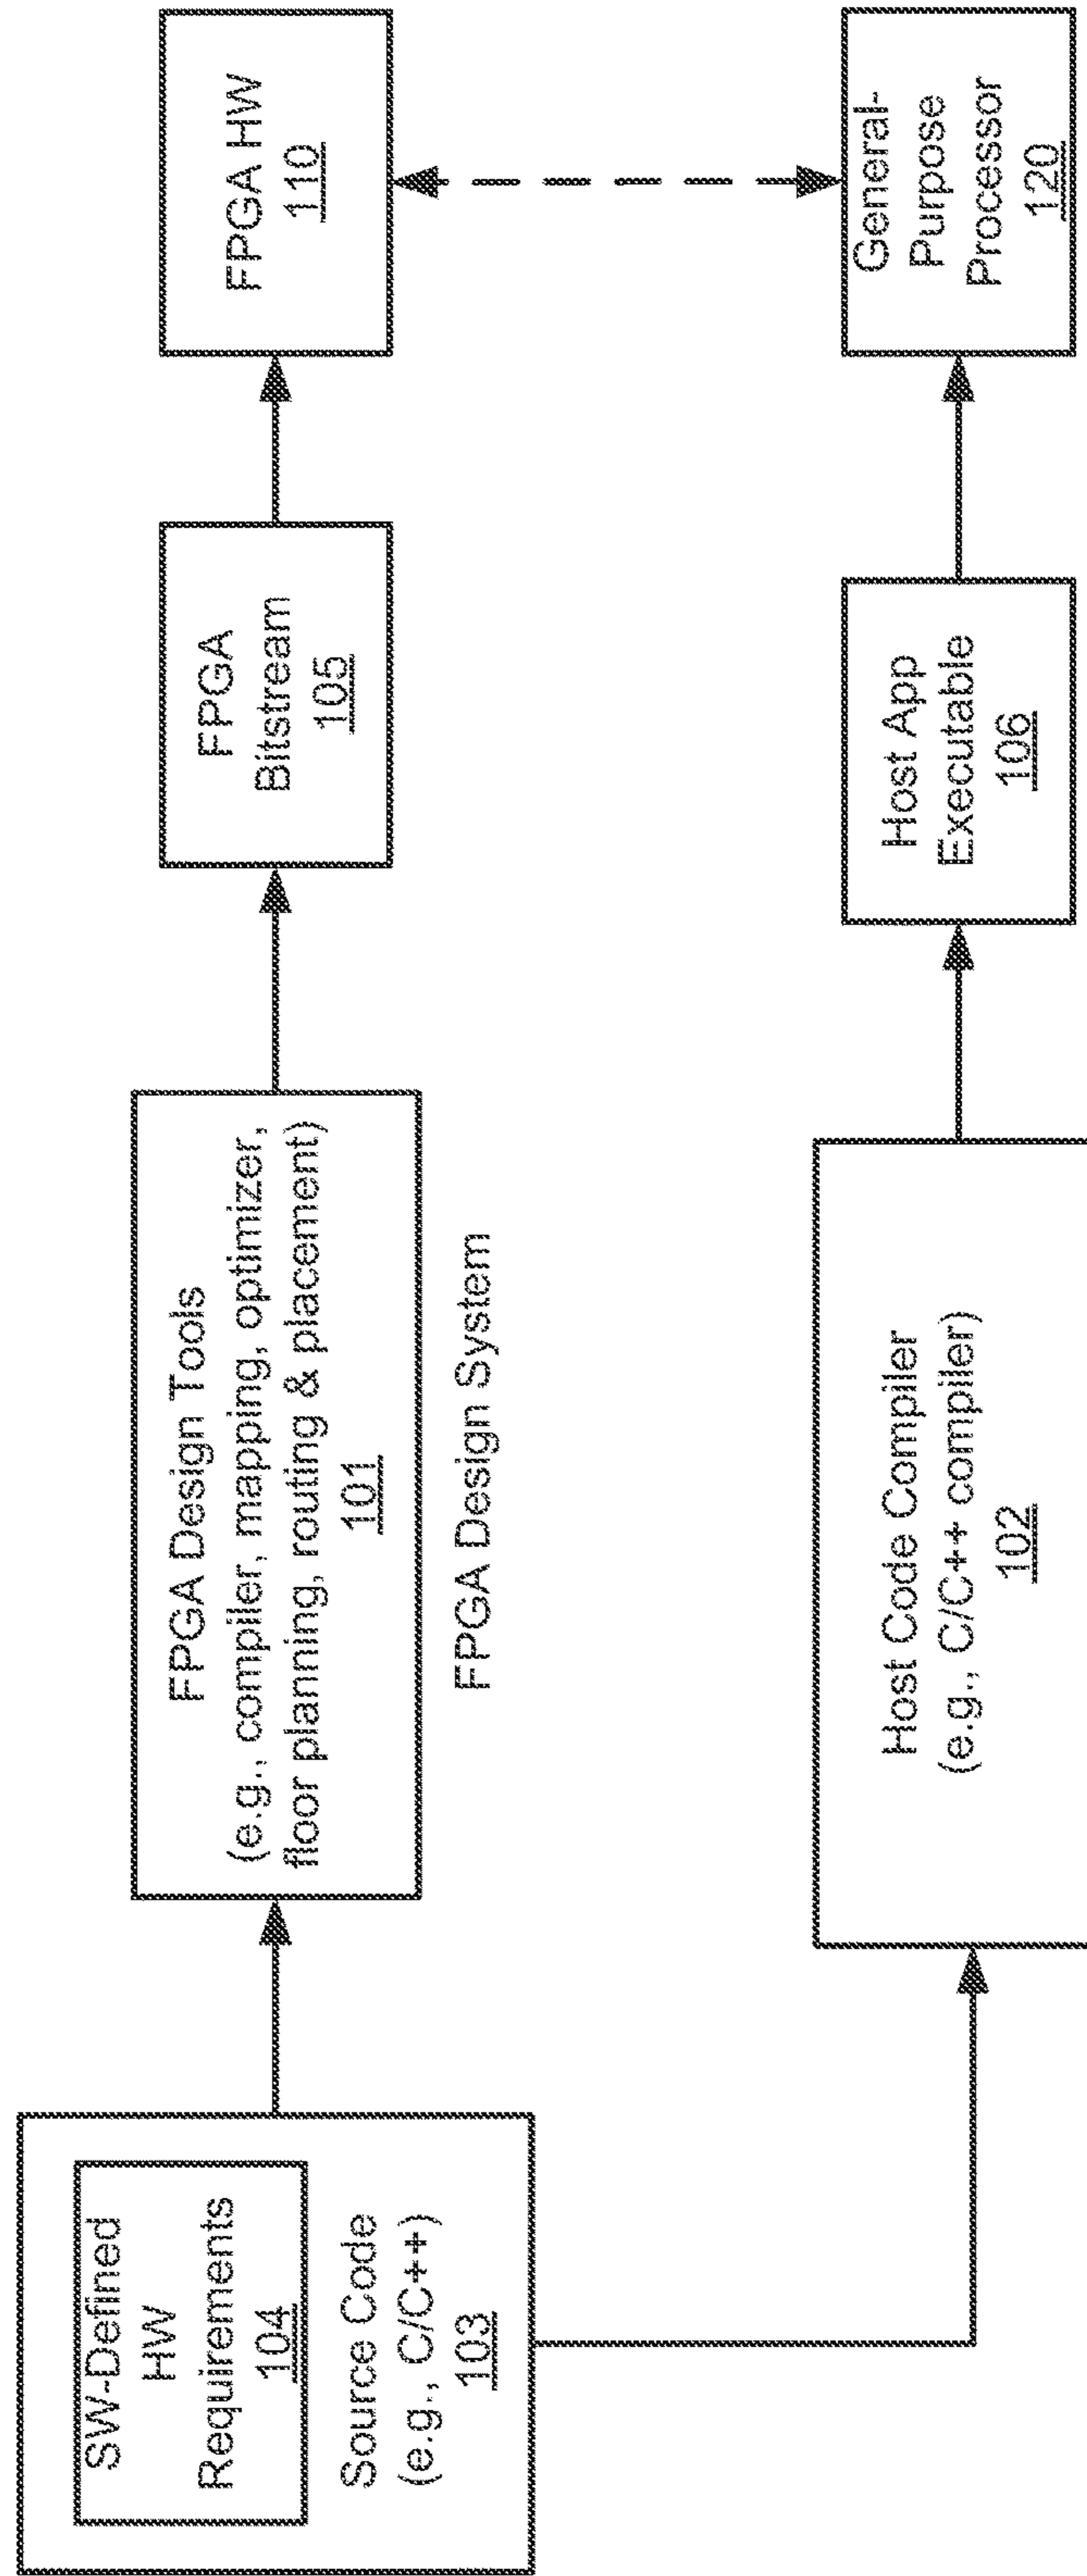 SW-Defined
HW
Requirements
104
Source Code
(e.g., C/C++)
103
FPGA Design Tools
(e.g., compiler, mapping, optimizer,
floor planning, routing & placement)
101
FPGA Design System
FPGA
Bitstream
105
FPGA HW
110
Host Code Compiler
(e.g., C/C++ compiler)
102
Host App
Executable
106
General-
Purpose
Processor
120